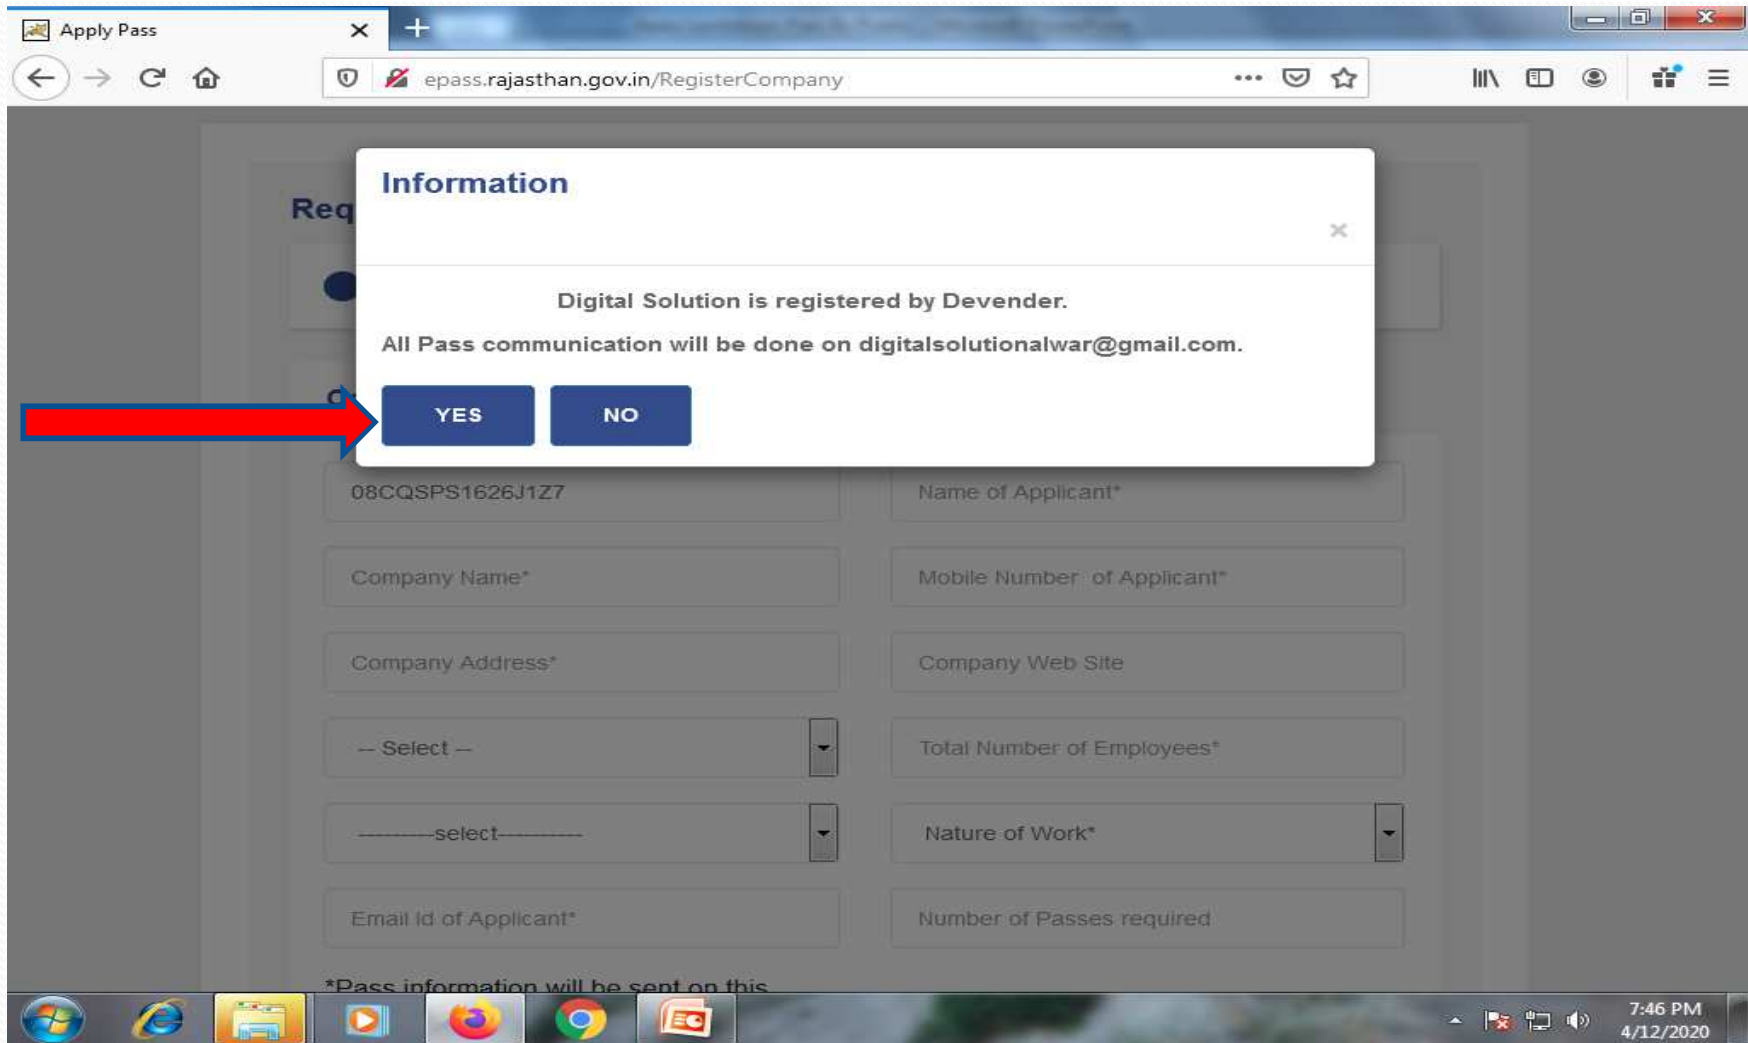 Apply Pass
epass.rajasthan.gov.in/RegisterCompany
Information
Req
Digital Solution is registered by Devender.
All Pass communication will be done on digitalsolutionalwar@gmail.com.
YES NO
08CQSPS1626J1Z7 Name of Applicant*
Company Name* Mobile Number of Applicant*
Company Address* Company Web Site
-- Select -- Total Number of Employees*
---------select---------- Nature of Work*
Email Id of Applicant* Number of Passes required
*Pass information will be sent on this
7:46 PM
4/12/2020